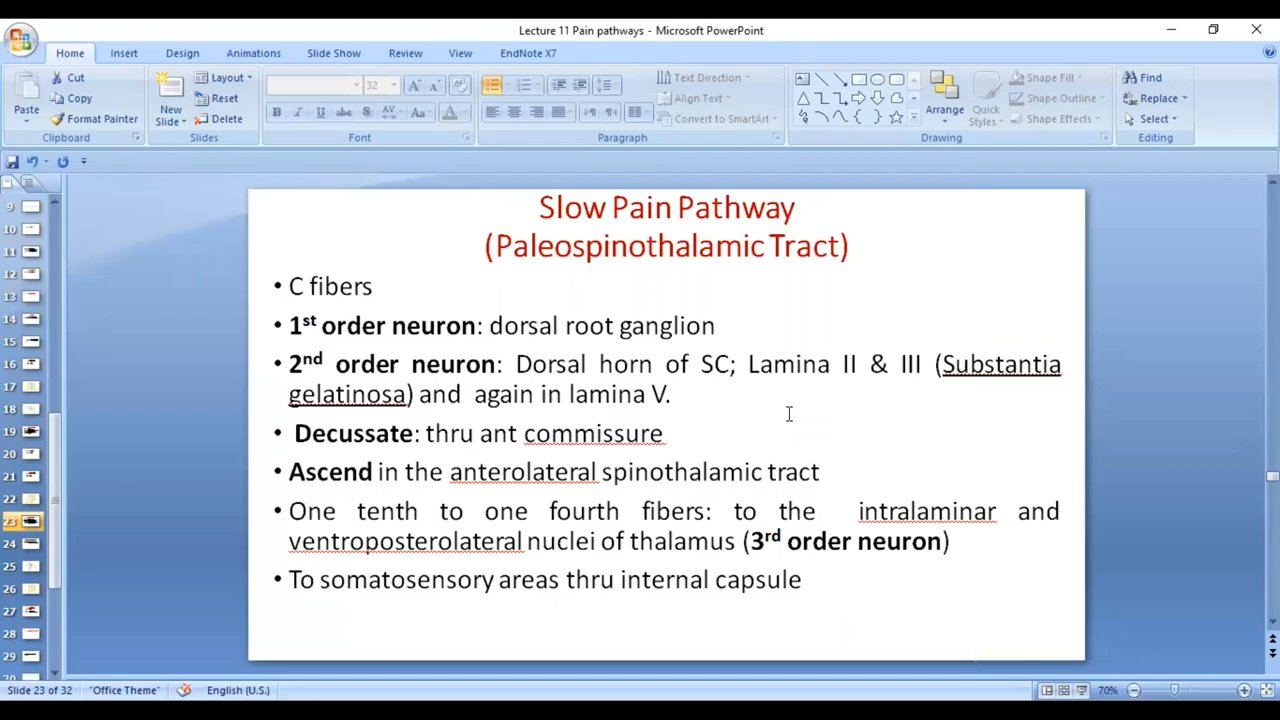 Lecture 11 Pain pathways - Microsoft PowerPoint
Home Insert Design Animations Slide Show Review View EndNote X7
Paste
Cut
Copy
Format Painter
Clipboard
New
Slide
Layout
Reset
Delete
Slides
32
B I U abc S AV Aa A
Font
Text Direction
Align Text
Convert to SmartArt
Paragraph
Arrange
Quick
Styles
Shape Fill
Shape Outline
Shape Effects
Drawing
Find
Replace
Select
Editing
9
10
11
12
13
14
15
16
17
18
19
20
21
22
23
24
25
26
27
28
29
Slow Pain Pathway
(Paleospinothalamic Tract)
• C fibers
• 1st order neuron: dorsal root ganglion
• 2nd order neuron: Dorsal horn of SC; Lamina II & III (Substantia
gelatinosa) and again in lamina V.
• Decussate: thru ant commissure
• Ascend in the anterolateral spinothalamic tract
• One tenth to one fourth fibers: to the intralaminar and
ventroposterolateral nuclei of thalamus (3rd order neuron)
• To somatosensory areas thru internal capsule
Slide 23 of 32 "Office Theme" English (U.S.) 70%